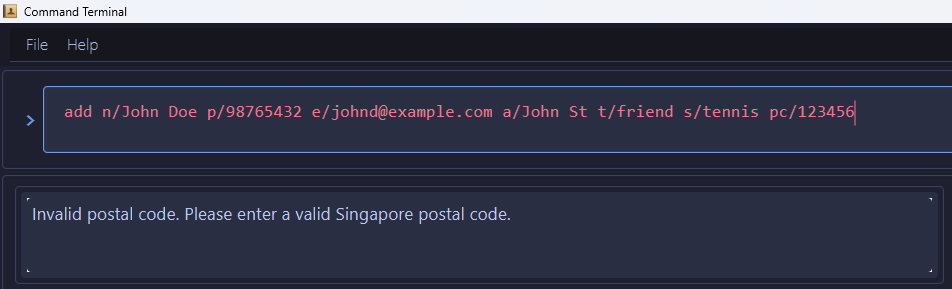 Command Terminal
File Help
> add n/John Doe p/98765432 e/johnd@example.com a/John St t/friend s/tennis pc/123456
Invalid postal code. Please enter a valid Singapore postal code.